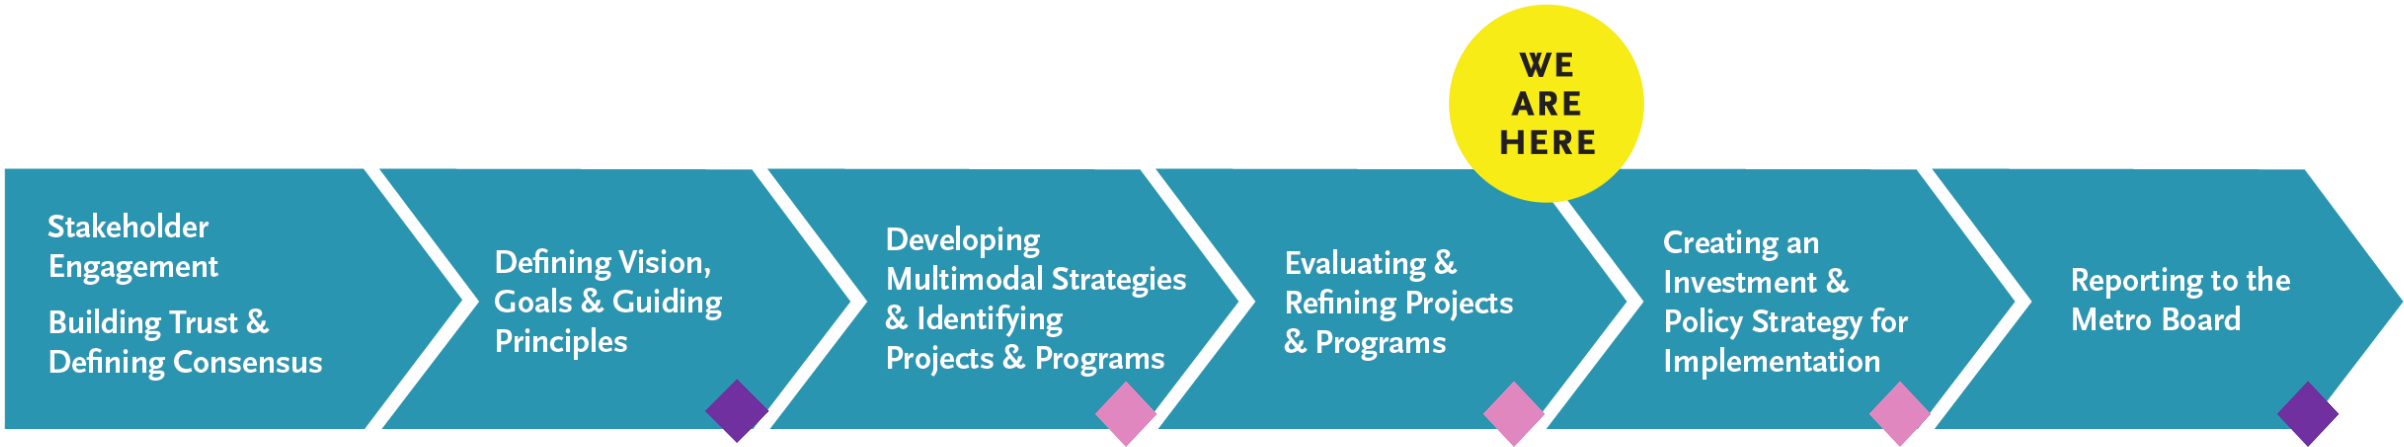 WE
ARE
HERE
Stakeholder
Engagement
Building Trust &
Defining Consensus
Defining Vision,
Goals & Guiding
Principles
Developing
Multimodal Strategies
& Identifying
Projects & Programs
Evaluating &
Refining Projects
& Programs
Creating an
Investment &
Policy Strategy for
Implementation
Reporting to the
Metro Board